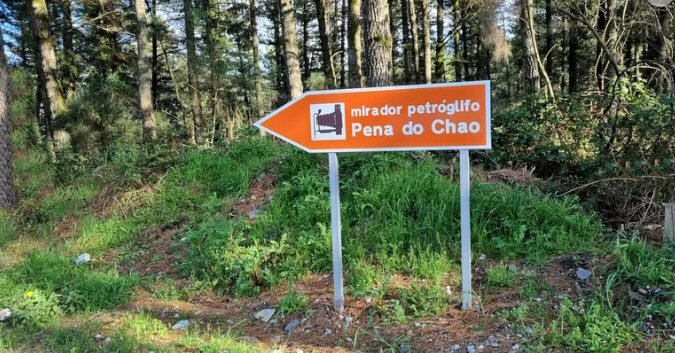 mirador petróglifo
Pena do Chao